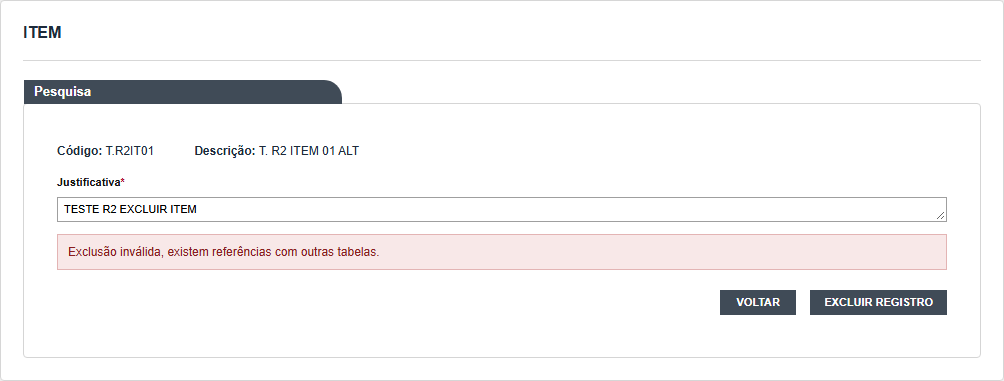 ITEM
Pesquisa
Código: T.R2IT01 Descrição: T. R2 ITEM 01 ALT
Justificativa*
TESTE R2 EXCLUIR ITEM
Exclusão inválida, existem referências com outras tabelas.
VOLTAR EXCLUIR REGISTRO